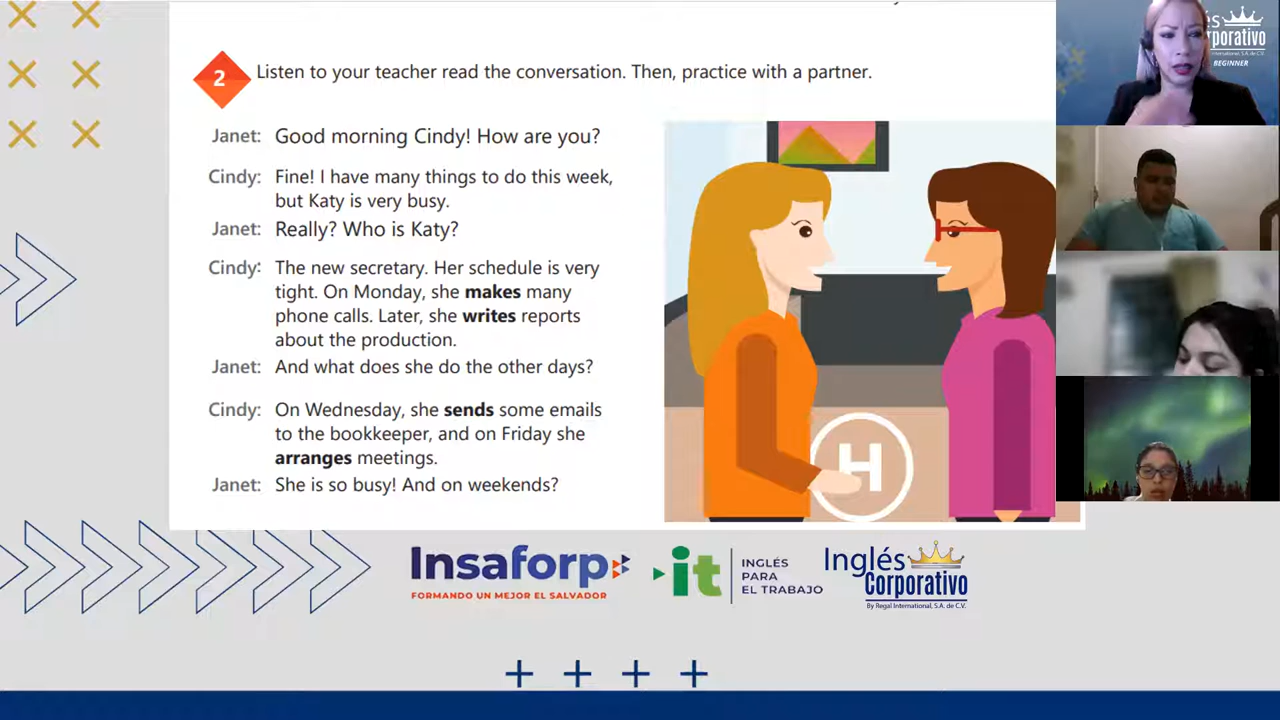 2
Listen to your teacher read the conversation. Then, practice with a partner.
Janet: Good morning Cindy! How are you?
Cindy: Fine! I have many things to do this week,
but Katy is very busy.
Janet: Really? Who is Katy?
Cindy: The new secretary. Her schedule is very
tight. On Monday, she makes many
phone calls. Later, she writes reports
about the production.
Janet: And what does she do the other days?
Cindy: On Wednesday, she sends some emails
to the bookkeeper, and on Friday she
arranges meetings.
Janet: She is so busy! And on weekends?
H
Insaforp
FORMANDO UN MEJOR EL SALVADOR
it
INGLÉS
PARA
EL TRABAJO
Inglés
Corporativo
By Regal International, S.A. de C.V.
BEGINNER